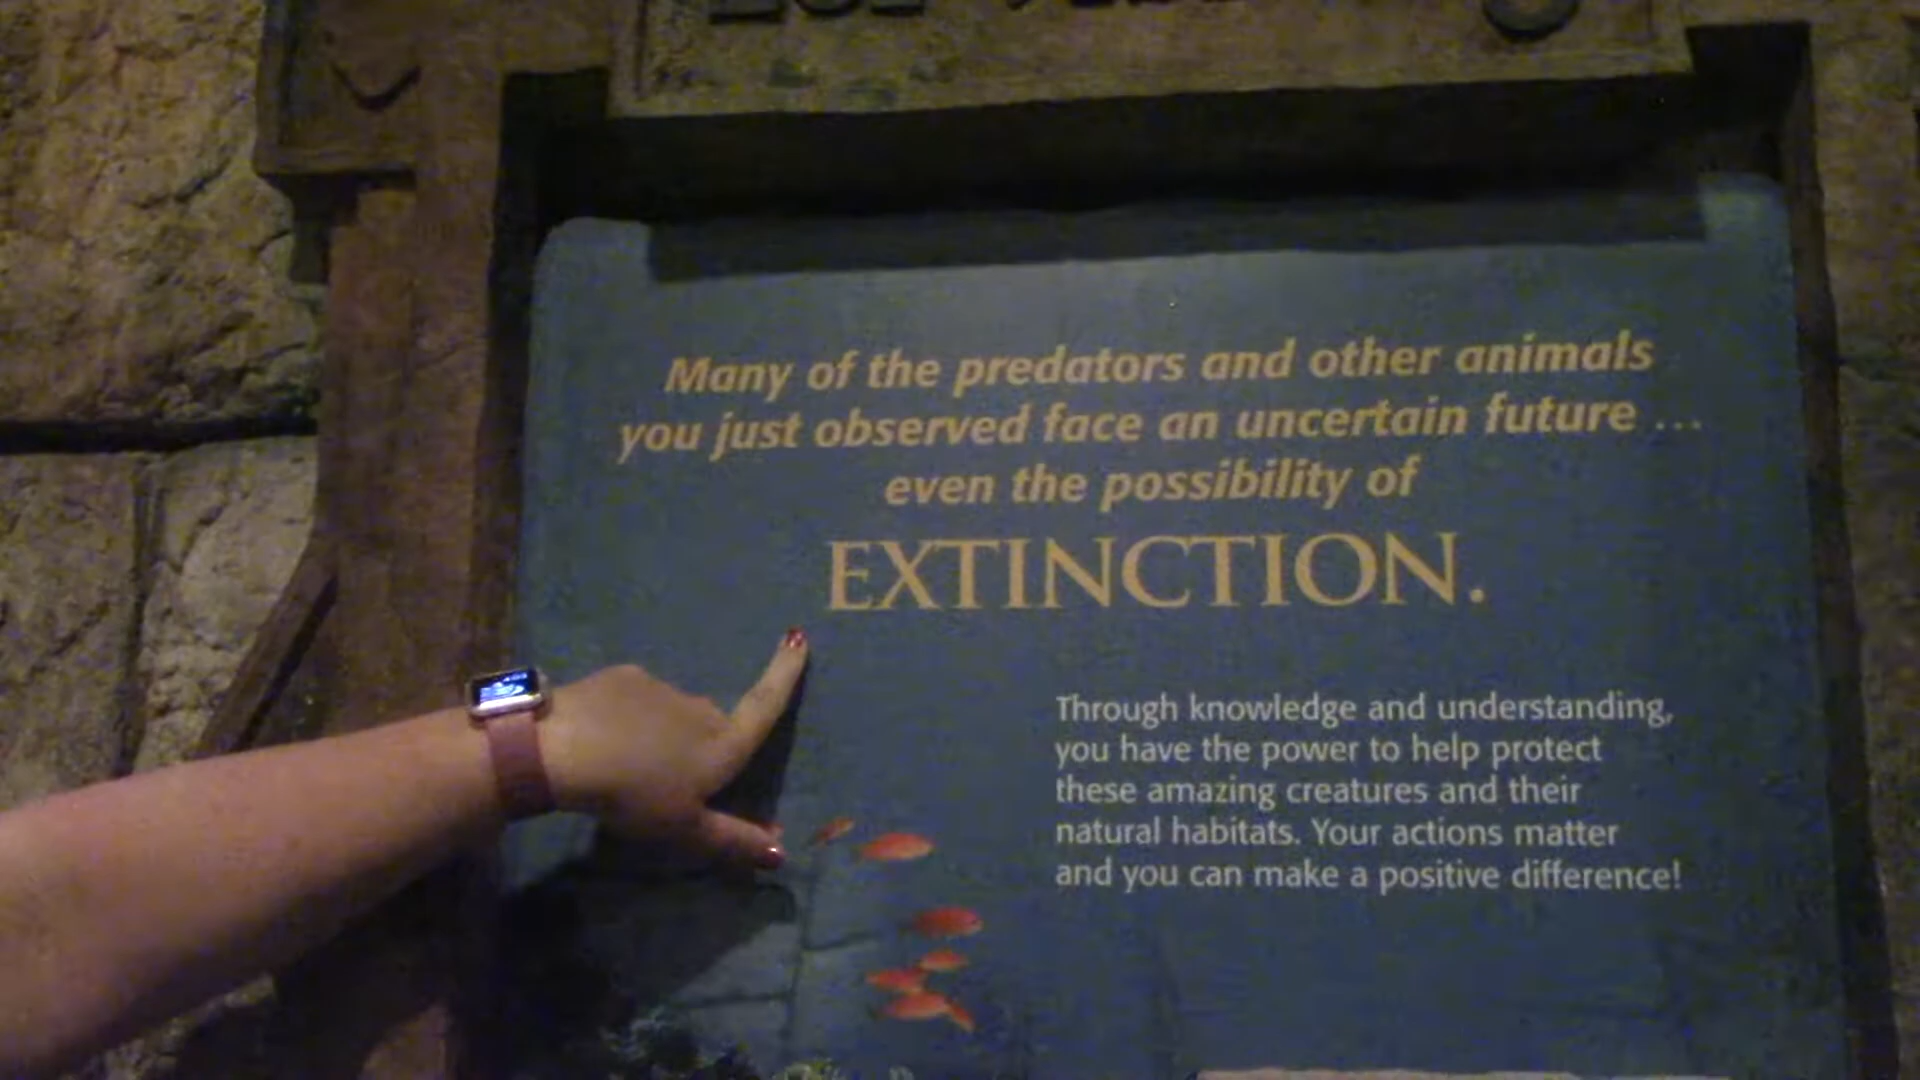 Many of the predators and other animals
you just observed face an uncertain future ...
even the possibility of
EXTINCTION.
Through knowledge and understanding,
you have the power to help protect
these amazing creatures and their
natural habitats. Your actions matter
and you can make a positive difference!